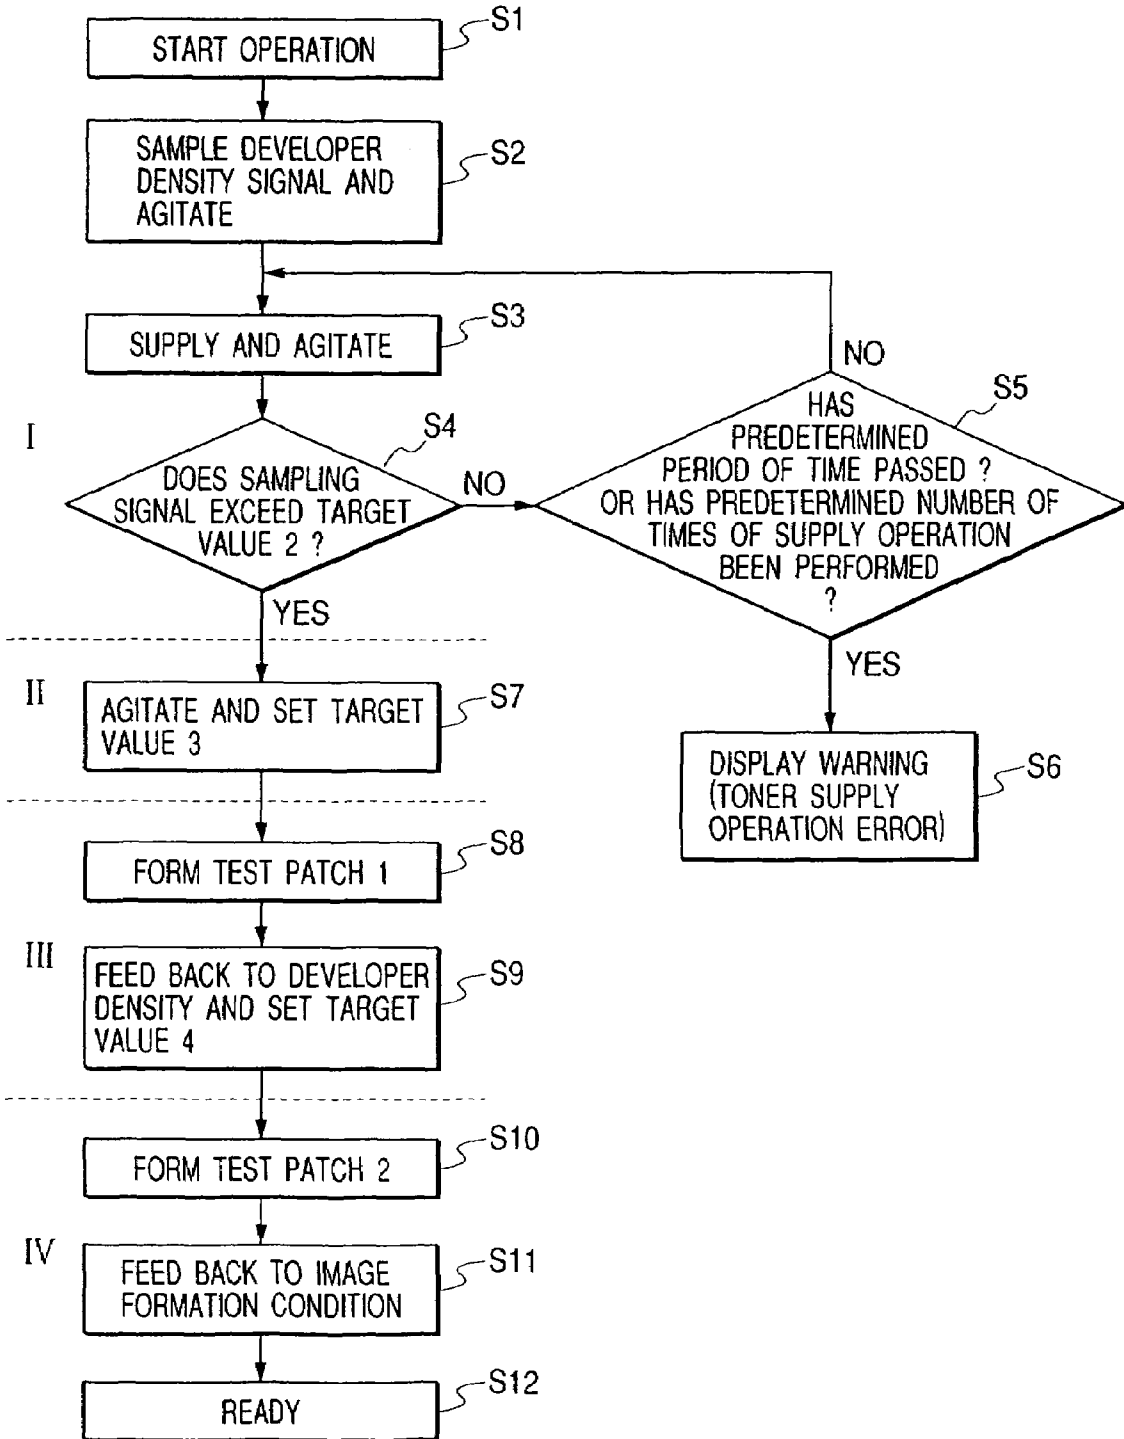 START OPERATION
S1
SAMPLE DEVELOPER
DENSITY SIGNAL AND
AGITATE
S2
SUPPLY AND AGITATE
S3
I
DOES SAMPLING
SIGNAL EXCEED TARGET
VALUE 2 ?
S4
NO
YES
HAS
PREDETERMINED
PERIOD OF TIME PASSED ?
OR HAS PREDETERMINED NUMBER OF
TIMES OF SUPPLY OPERATION
BEEN PERFORMED
?
S5
NO
YES
DISPLAY WARNING
(TONER SUPPLY
OPERATION ERROR)
S6
II
AGITATE AND SET TARGET
VALUE 3
S7
FORM TEST PATCH 1
S8
III
FEED BACK TO DEVELOPER
DENSITY AND SET TARGET
VALUE 4
S9
FORM TEST PATCH 2
S10
IV
FEED BACK TO IMAGE
FORMATION CONDITION
S11
READY
S12